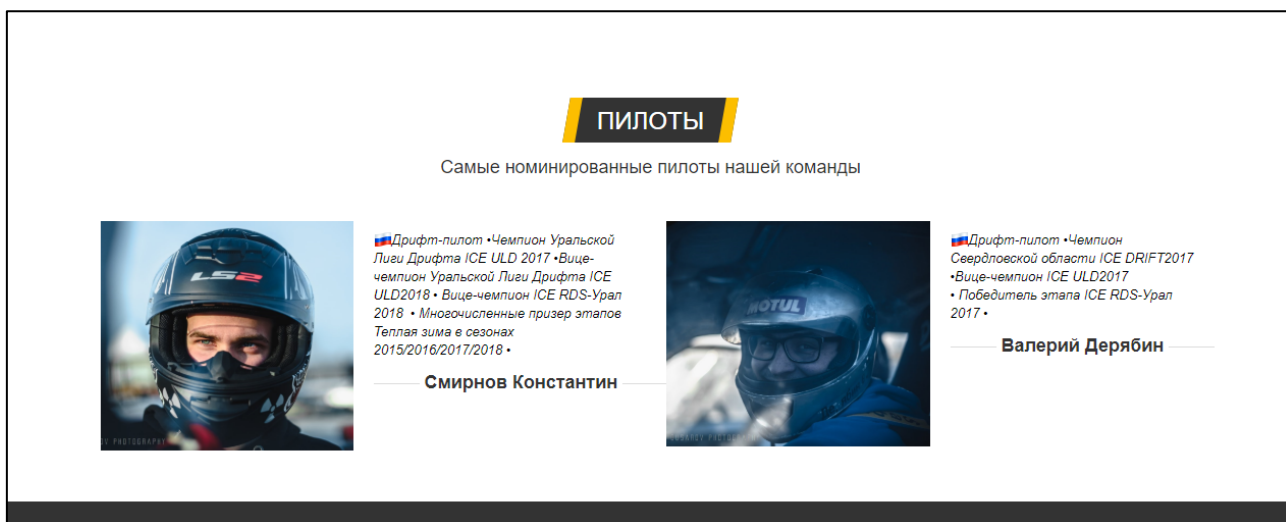 ПИЛОТЫ
Самые номинированные пилоты нашей команды
🇷🇺Дрифт-пилот •Чемпион Уральской
Лиги Дрифта ICE ULD 2017 •Вице-
чемпион Уральской Лиги Дрифта ICE
ULD2018 • Вице-чемпион ICE RDS-Урал
2018 • Многочисленные призер этапов
Теплая зима в сезонах
2015/2016/2017/2018 •
Смирнов Константин
🇷🇺Дрифт-пилот •Чемпион
Свердловской области ICE DRIFT2017
•Вице-чемпион ICE ULD2017
• Победитель этапа ICE RDS-Урал
2017 •
Валерий Дерябин
LS2
MOTUL
PHOTOGRAPHY